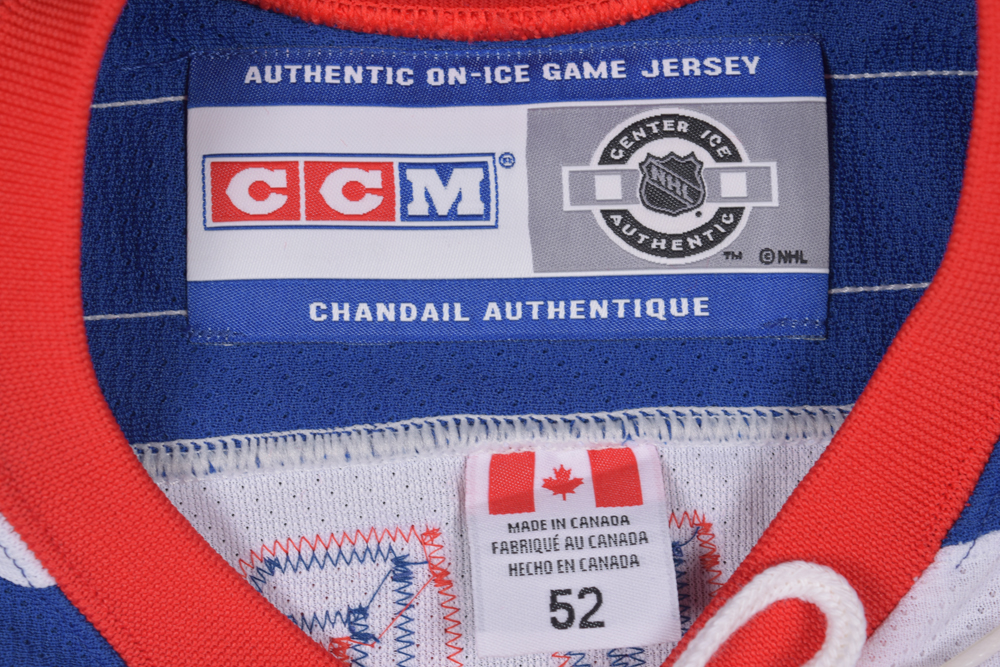 AUTHENTIC ON-ICE GAME JERSEY
CCM®
CENTER ICE
NHL
AUTHENTIC
™ © NHL
CHANDAIL AUTHENTIQUE
MADE IN CANADA
FABRIQUÉ AU CANADA
HECHO EN CANADA
52